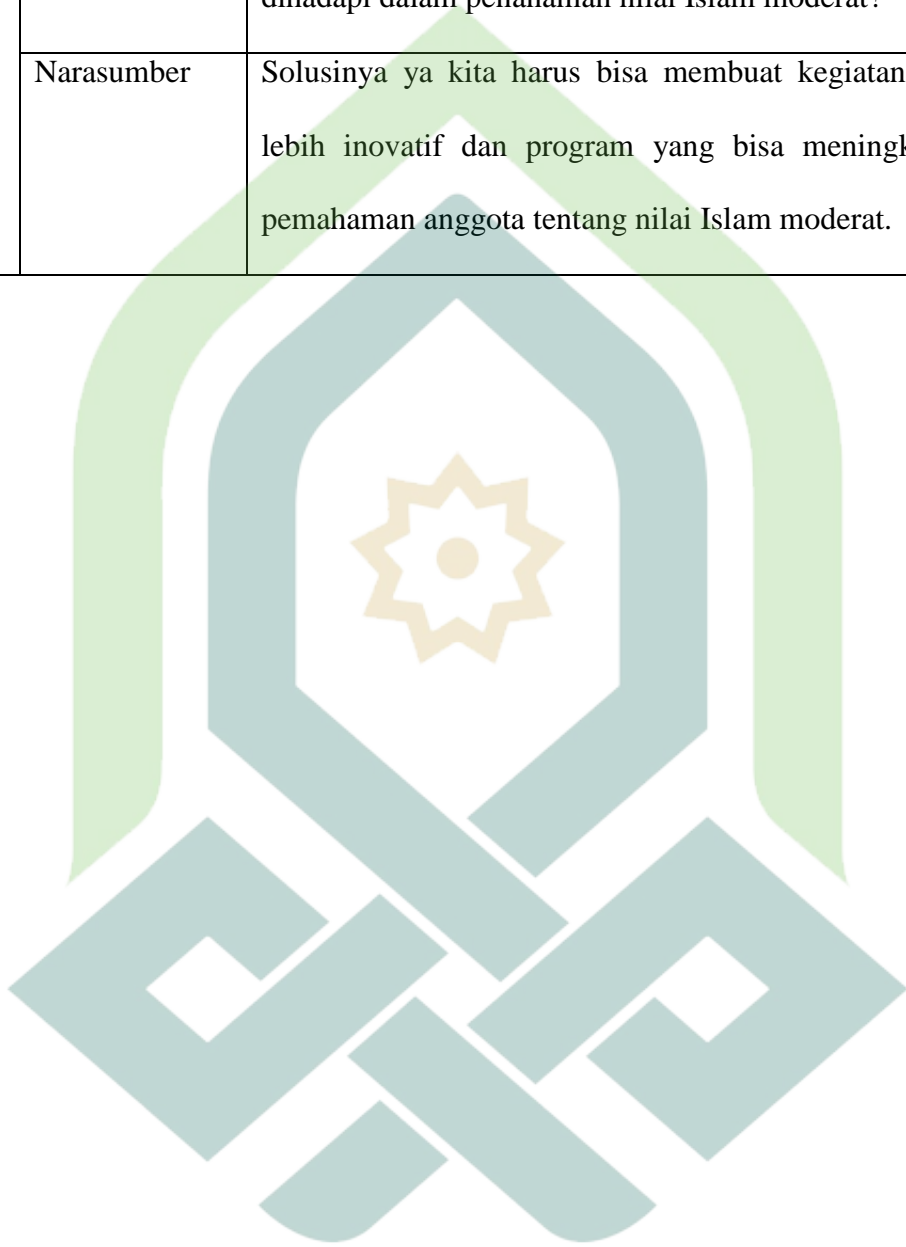 dihadapi dalam penanaman nilai Islam moderat?
Narasumber
Solusinya ya kita harus bisa membuat kegiatan
lebih inovatif dan program yang bisa meningk
pemahaman anggota tentang nilai Islam moderat.